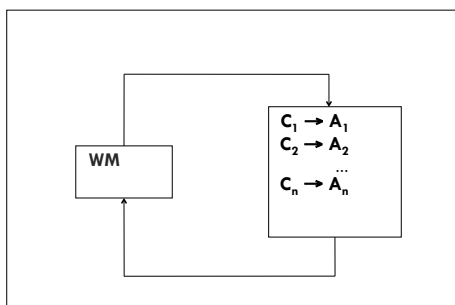 WM
C₁ → A₁
C₂ → A₂
...
Cₙ → Aₙ